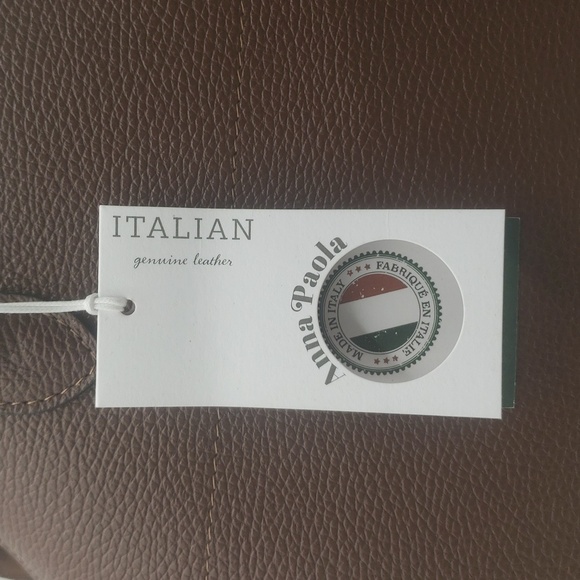 ITALIAN
genuine leather
Anna Paola
FABRIQUÉ EN ITALIE
MADE IN ITALY